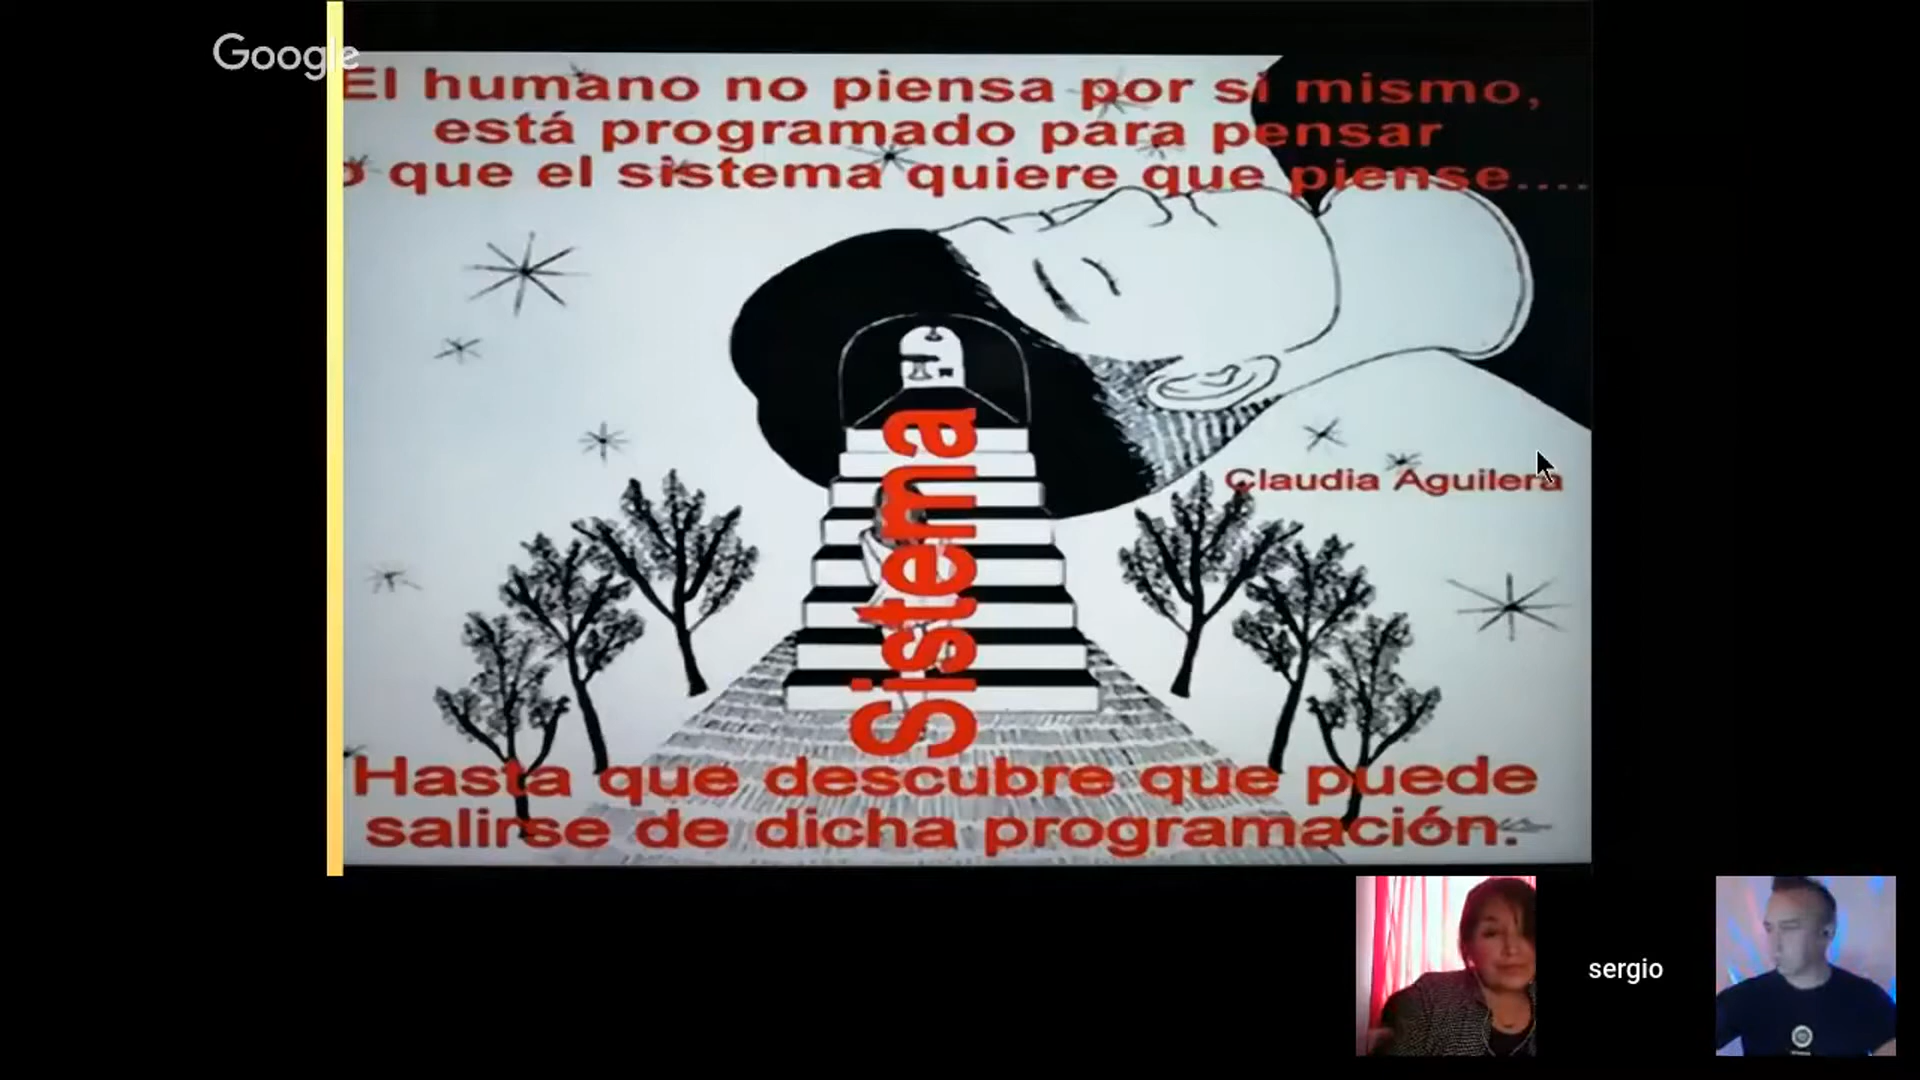 Google
El humano no piensa por sí mismo,
está programado para pensar
o que el sistema quiere que piense....
Sistema
Claudia Aguilera
Hasta que descubre que puede
salirse de dicha programación.
sergio